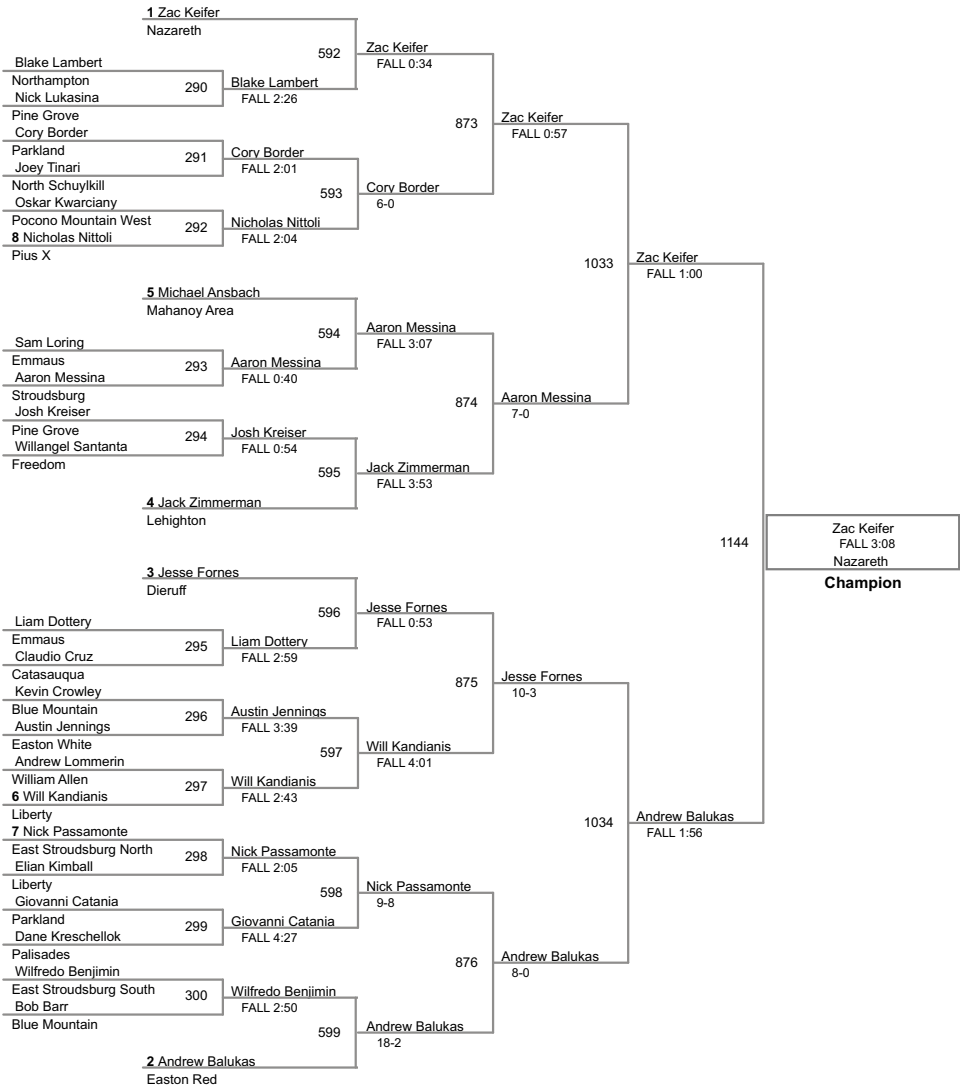 1 Zac Keifer
Nazareth
592
Zac Keifer
FALL 0:34
Blake Lambert
Northampton
290
Blake Lambert
FALL 2:26
Nick Lukasina
Pine Grove
873
Zac Keifer
FALL 0:57
Cory Border
Parkland
291
Cory Border
FALL 2:01
Joey Tinari
North Schuylkill
593
Cory Border
6-0
Oskar Kwarciany
Pocono Mountain West
292
Nicholas Nittoli
FALL 2:04
8 Nicholas Nittoli
Pius X
1033
Zac Keifer
FALL 1:00
5 Michael Ansbach
Mahanoy Area
594
Aaron Messina
FALL 3:07
Sam Loring
Emmaus
293
Aaron Messina
FALL 0:40
Aaron Messina
Stroudsburg
874
Aaron Messina
7-0
Josh Kreiser
Pine Grove
294
Josh Kreiser
FALL 0:54
Willangel Santanta
Freedom
595
Jack Zimmerman
FALL 3:53
4 Jack Zimmerman
Lehighton
1144
Zac Keifer
FALL 3:08
Nazareth
Champion
3 Jesse Fornes
Dieruff
596
Jesse Fornes
FALL 0:53
Liam Dottery
Emmaus
295
Liam Dottery
FALL 2:59
Claudio Cruz
Catasauqua
875
Jesse Fornes
10-3
Kevin Crowley
Blue Mountain
296
Austin Jennings
FALL 3:39
Austin Jennings
Easton White
597
Will Kandianis
FALL 4:01
Andrew Lommerin
William Allen
297
Will Kandianis
FALL 2:43
6 Will Kandianis
Liberty
1034
Andrew Balukas
FALL 1:56
7 Nick Passamonte
East Stroudsburg North
298
Nick Passamonte
FALL 2:05
Elian Kimball
Liberty
598
Nick Passamonte
9-8
Giovanni Catania
Parkland
299
Giovanni Catania
FALL 4:27
Dane Kreschellok
Palisades
876
Andrew Balukas
8-0
Wilfredo Benjimin
East Stroudsburg South
300
Wilfredo Benjimin
FALL 2:50
Bob Barr
Blue Mountain
599
Andrew Balukas
18-2
2 Andrew Balukas
Easton Red